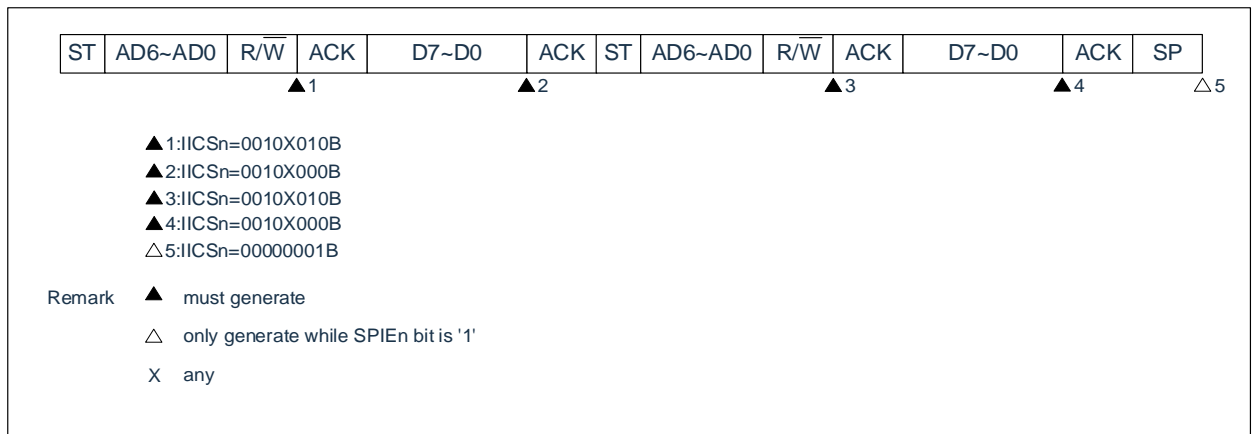 ST AD6~AD0 R/W̅ ACK D7~D0 ACK ST AD6~AD0 R/W̅ ACK D7~D0 ACK SP
▲1 ▲2 ▲3 ▲4 △5
▲1:IICSn=0010X010B
▲2:IICSn=0010X000B
▲3:IICSn=0010X010B
▲4:IICSn=0010X000B
△5:IICSn=00000001B
Remark ▲ must generate
△ only generate while SPIEn bit is '1'
X any